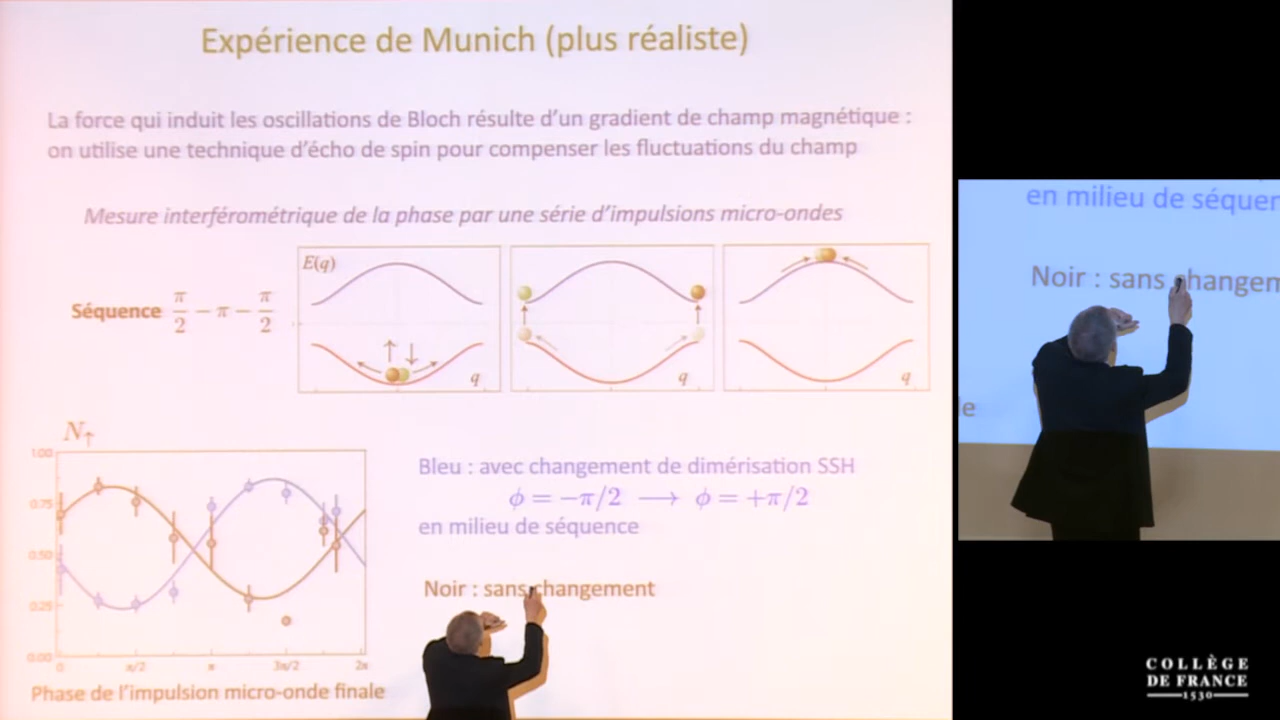 Expérience de Munich (plus réaliste)
La force qui induit les oscillations de Bloch résulte d'un gradient de champ magnétique :
on utilise une technique d'écho de spin pour compenser les fluctuations du champ
Mesure interférométrique de la phase par une série d'impulsions micro-ondes
Séquence π/2 − π − π/2
E(q)
q
q
q
N↑
1.00
0.75
0.50
0.25
0.00
0 π/2 π 3π/2 2π
Phase de l'impulsion micro-onde finale
Bleu : avec changement de dimérisation SSH
ϕ = −π/2 ⟶ ϕ = +π/2
en milieu de séquence
Noir : sans changement
en milieu de séquen
Noir : sans changem
le
COLLÈGE
DE FRANCE
1530